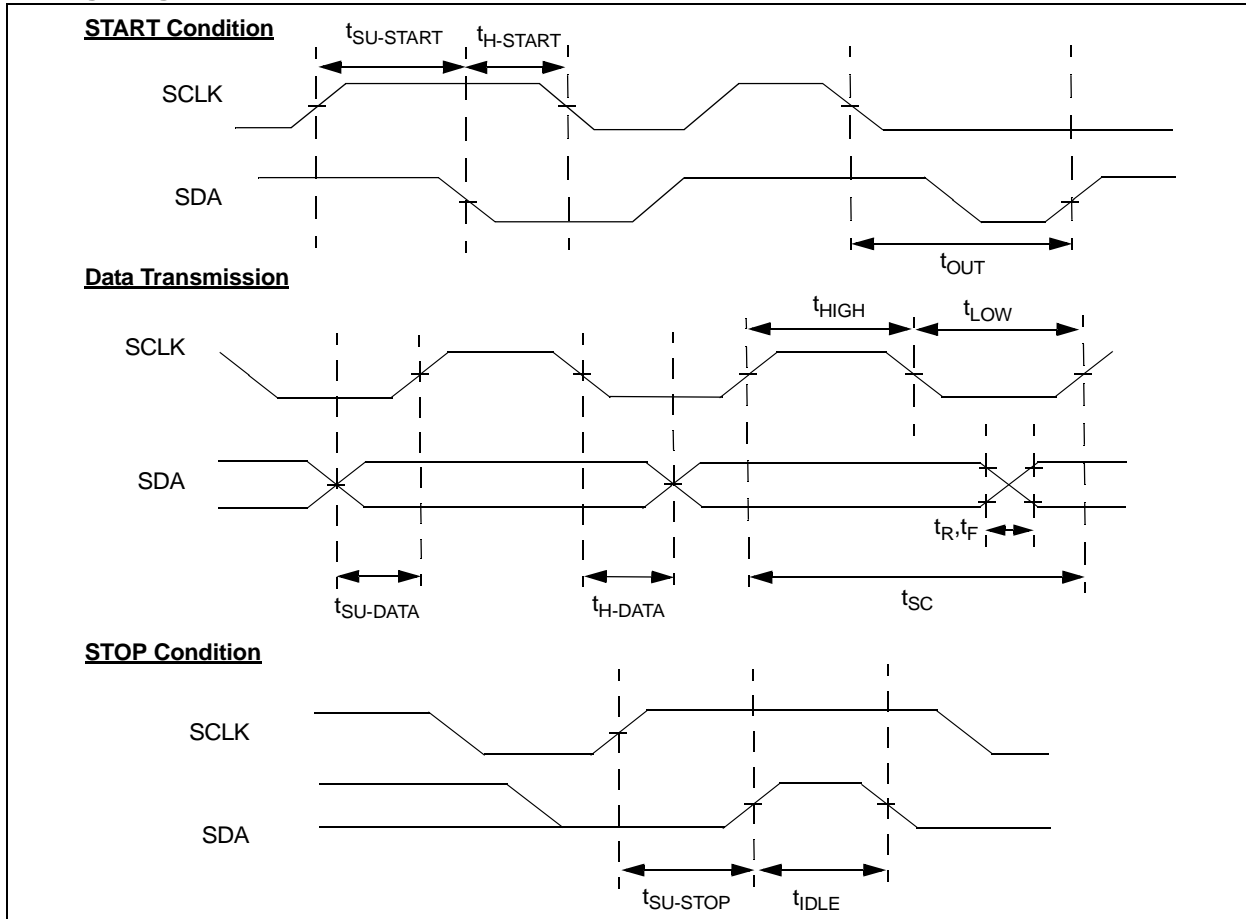 START Condition
tSU-START
tH-START
SCLK
SDA
tOUT
Data Transmission
tHIGH
tLOW
SCLK
SDA
tR,tF
tSU-DATA
tH-DATA
tSC
STOP Condition
SCLK
SDA
tSU-STOP
tIDLE